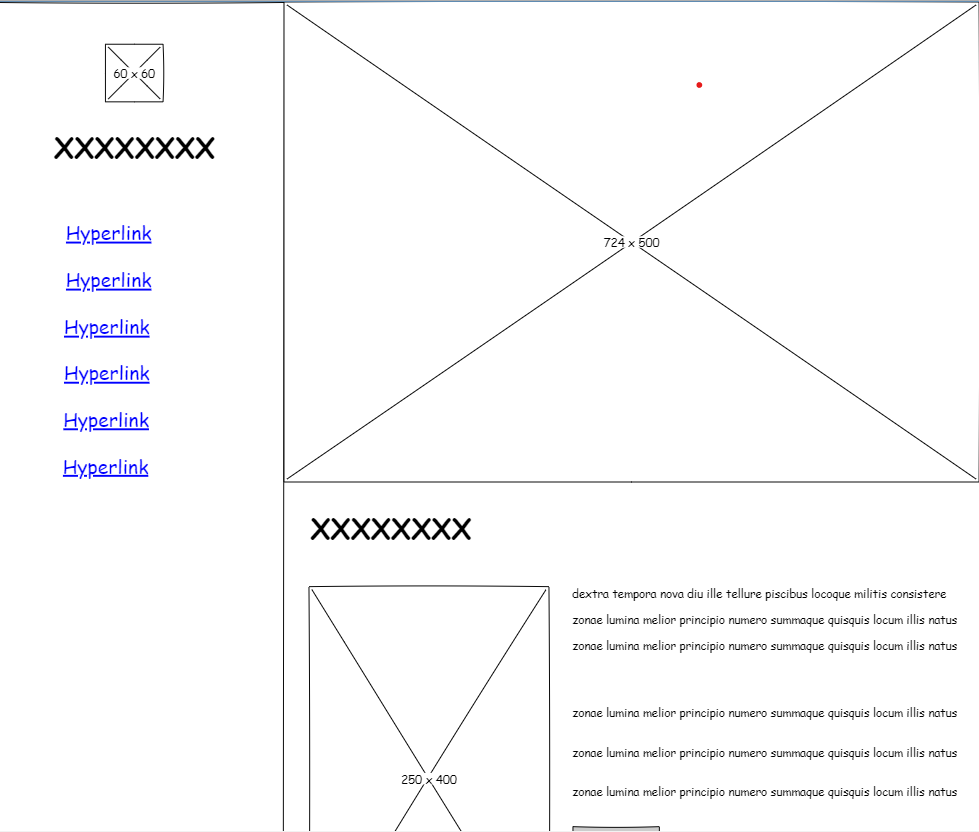 60 x 60
XXXXXXXX
Hyperlink
Hyperlink
Hyperlink
Hyperlink
Hyperlink
Hyperlink
724 x 500
XXXXXXXX
250 x 400
dextra tempora nova diu ille tellure piscibus locoque militis consistere
zonae lumina melior principio numero summaque quisquis locum illis natus
zonae lumina melior principio numero summaque quisquis locum illis natus
zonae lumina melior principio numero summaque quisquis locum illis natus
zonae lumina melior principio numero summaque quisquis locum illis natus
zonae lumina melior principio numero summaque quisquis locum illis natus